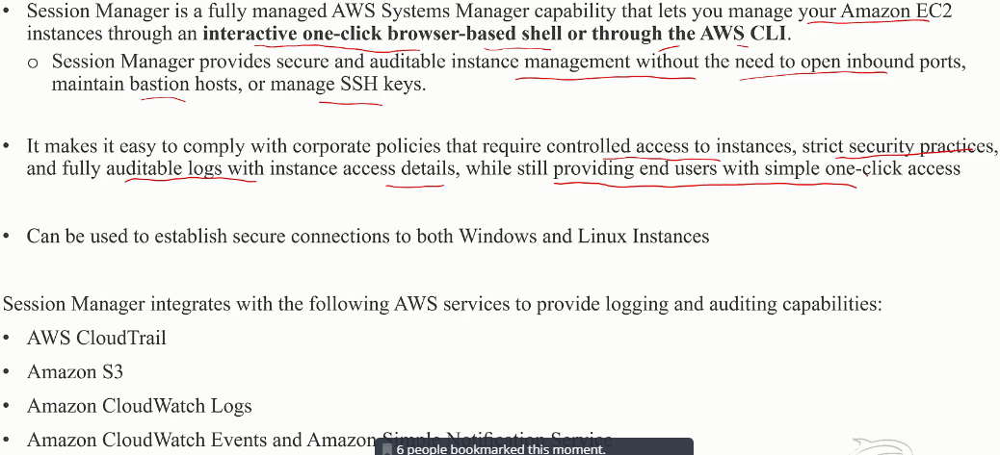 • Session Manager is a fully managed AWS Systems Manager capability that lets you manage your Amazon EC2
instances through an interactive one-click browser-based shell or through the AWS CLI.
o Session Manager provides secure and auditable instance management without the need to open inbound ports,
maintain bastion hosts, or manage SSH keys.
• It makes it easy to comply with corporate policies that require controlled access to instances, strict security practices,
and fully auditable logs with instance access details, while still providing end users with simple one-click access
• Can be used to establish secure connections to both Windows and Linux Instances
Session Manager integrates with the following AWS services to provide logging and auditing capabilities:
• AWS CloudTrail
• Amazon S3
• Amazon CloudWatch Logs
• Amazon CloudWatch Events and Amazon Simple Notification Service
6 people bookmarked this moment.